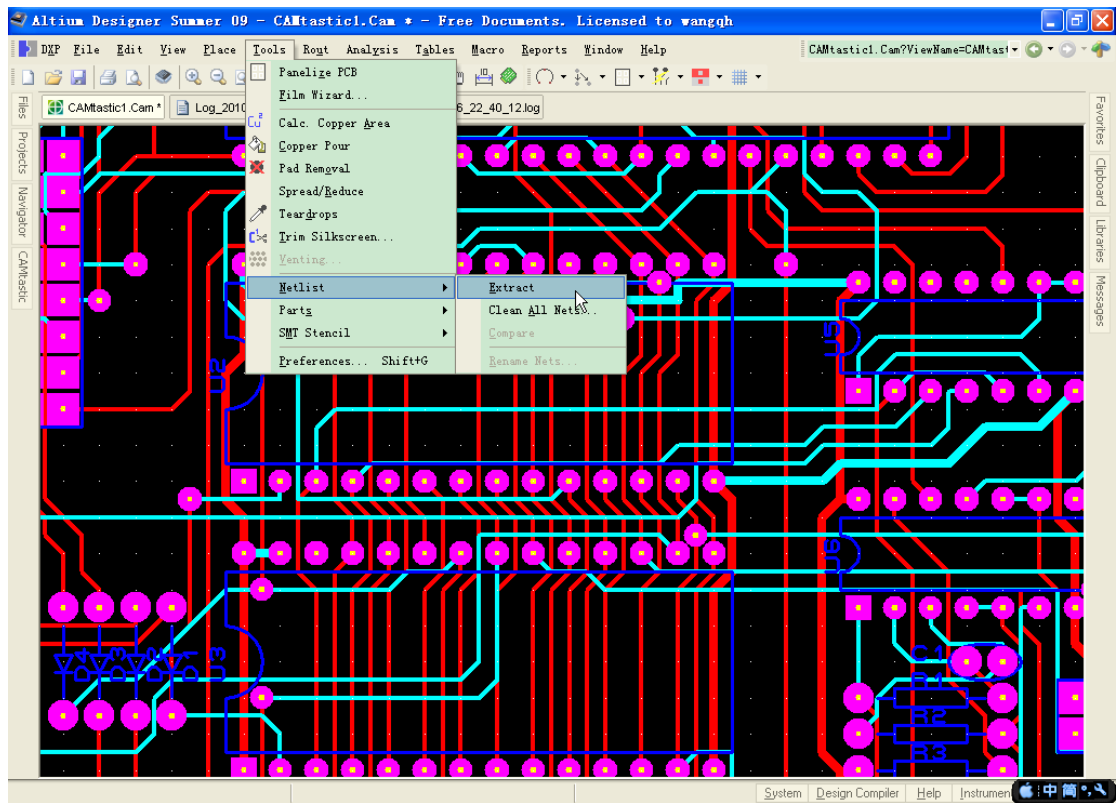 Altium Designer Summer 09 - CAMtastic1.Cam * - Free Documents. Licensed to wangqh
DXP File Edit View Place Tools Rout Analysis Tables Macro Reports Window Help
CAMtastic1.Cam?ViewName=CAMtast
CAMtastic1.Cam *
Log_2010
6_22_40_12.log
Files
Projects
Navigator
CAMtastic
Favorites
Clipboard
Libraries
Messages
Panelize PCB
Film Wizard...
Calc. Copper Area
Copper Pour
Pad Removal
Spread/Reduce
Teardrops
Trim Silkscreen...
Venting...
Netlist
Parts
SMT Stencil
Preferences... Shift+G
Extract
Clean All Nets...
Compare
Rename Nets...
U2
U5
U6
D4
D3
D2
D1
U3
C1
R1
R2
R3
System Design Compiler Help Instrumen
中 简